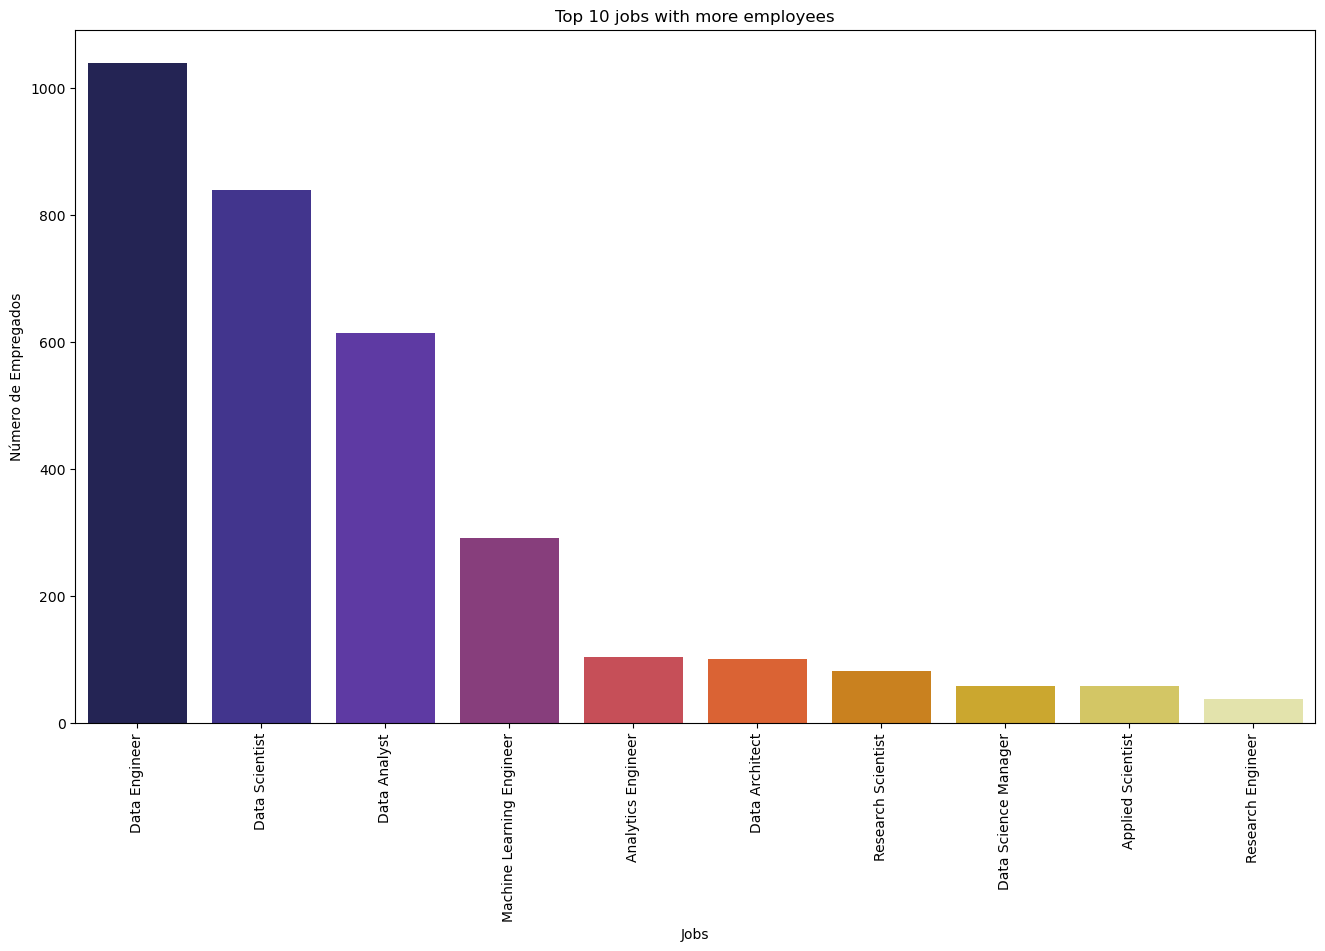 Top 10 jobs with more employees
Número de Empregados
1000
800
600
400
200
0
Data Engineer
Data Scientist
Data Analyst
Machine Learning Engineer
Analytics Engineer
Data Architect
Research Scientist
Data Science Manager
Applied Scientist
Research Engineer
Jobs